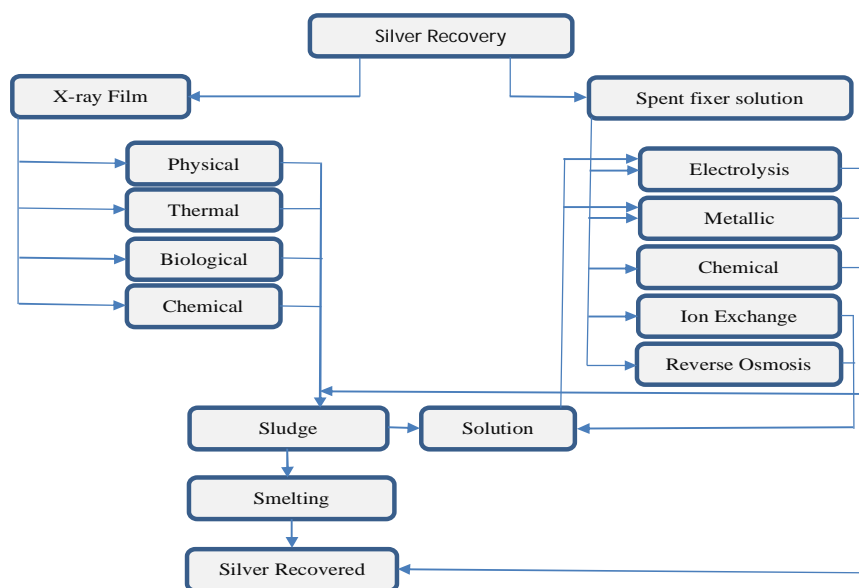 Silver Recovery
X-ray Film
Spent fixer solution
Physical
Thermal
Biological
Chemical
Electrolysis
Metallic
Chemical
Ion Exchange
Reverse Osmosis
Sludge
Solution
Smelting
Silver Recovered